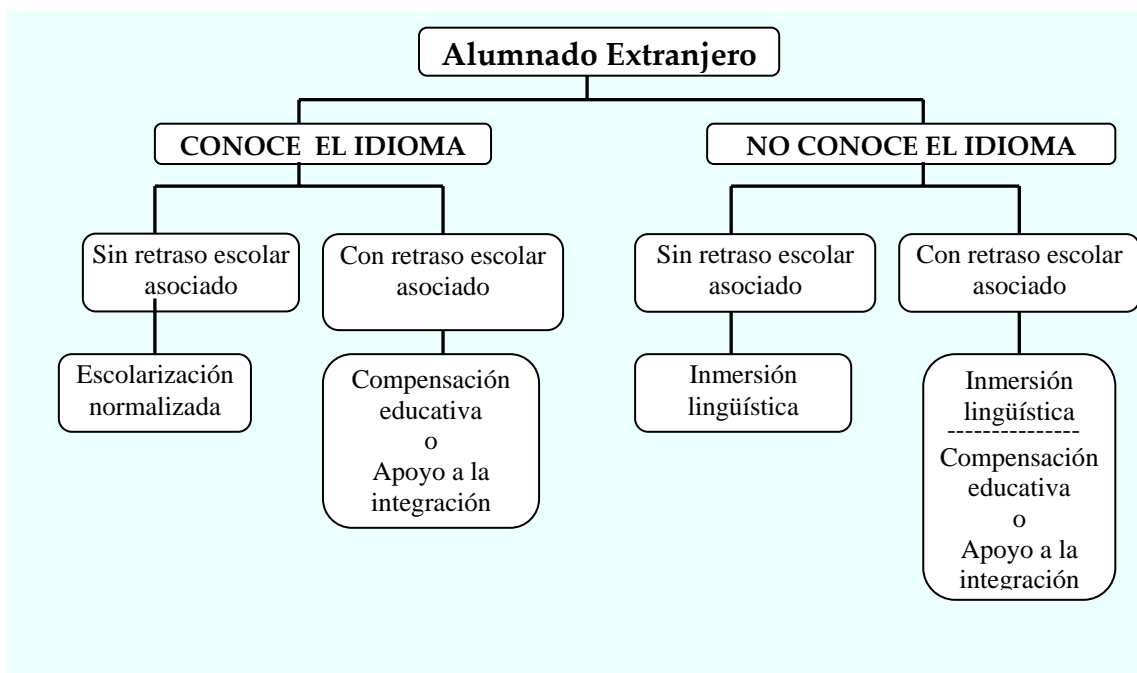 Alumnado Extranjero
CONOCE EL IDIOMA
NO CONOCE EL IDIOMA
Sin retraso escolar
asociado
Con retraso escolar
asociado
Sin retraso escolar
asociado
Con retraso escolar
asociado
Escolarización
normalizada
Compensación
educativa
o
Apoyo a la
integración
Inmersión
lingüística
Inmersión
lingüística
---------------
Compensación
educativa
o
Apoyo a la
integración